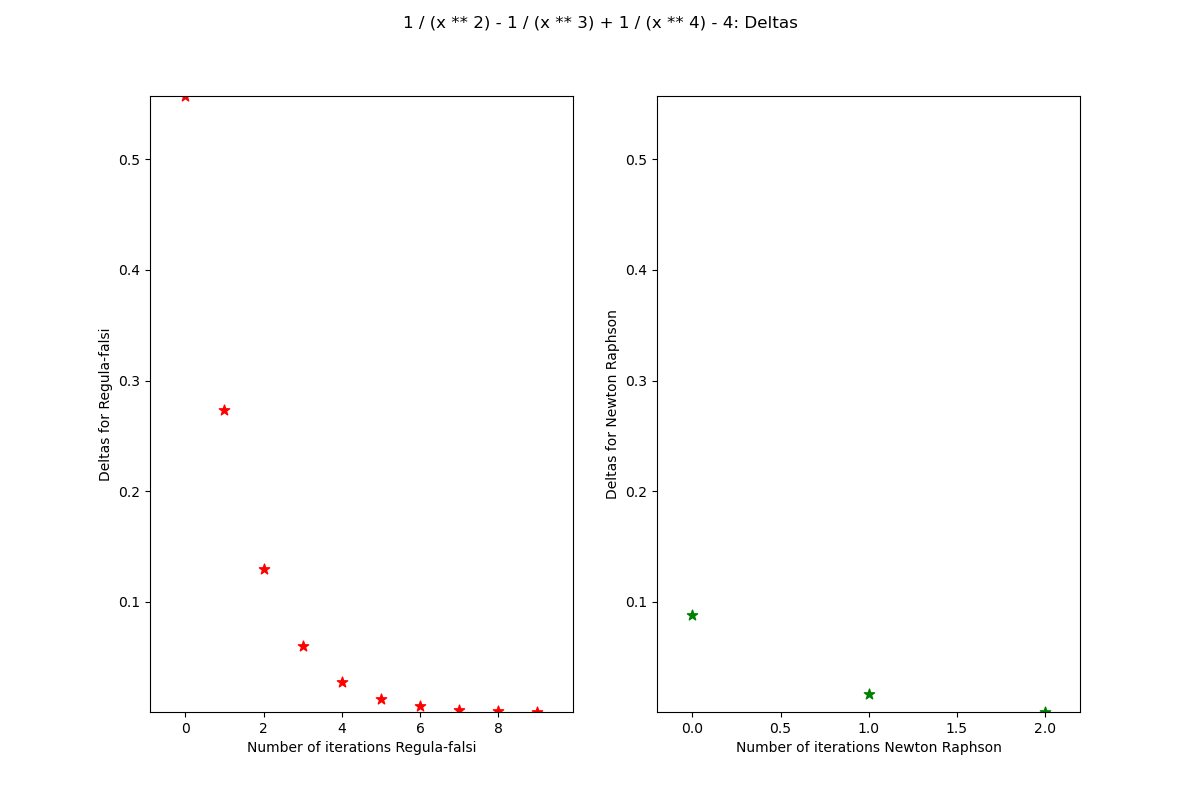 1 / (x ** 2) - 1 / (x ** 3) + 1 / (x ** 4) - 4: Deltas
Deltas for Regula-falsi
0.5
0.4
0.3
0.2
0.1
0 2 4 6 8
Number of iterations Regula-falsi
Deltas for Newton Raphson
0.5
0.4
0.3
0.2
0.1
0.0 0.5 1.0 1.5 2.0
Number of iterations Newton Raphson